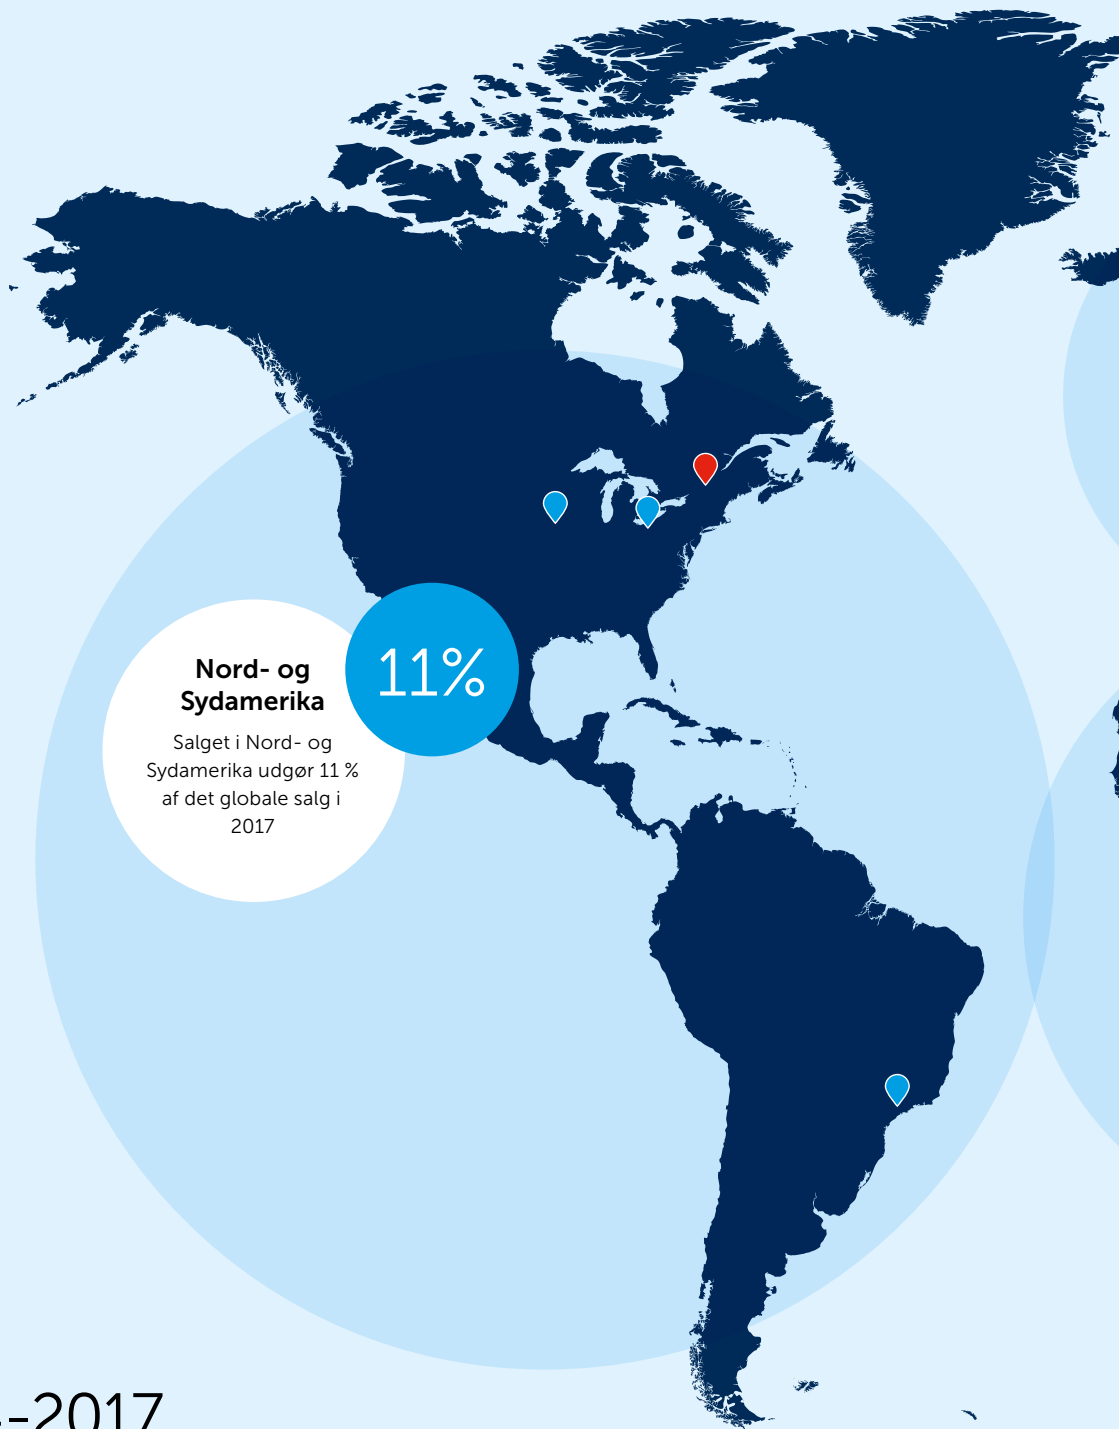 11%
Nord- og
Sydamerika
Salget i Nord- og
Sydamerika udgør 11 %
af det globale salg i
2017
-2017